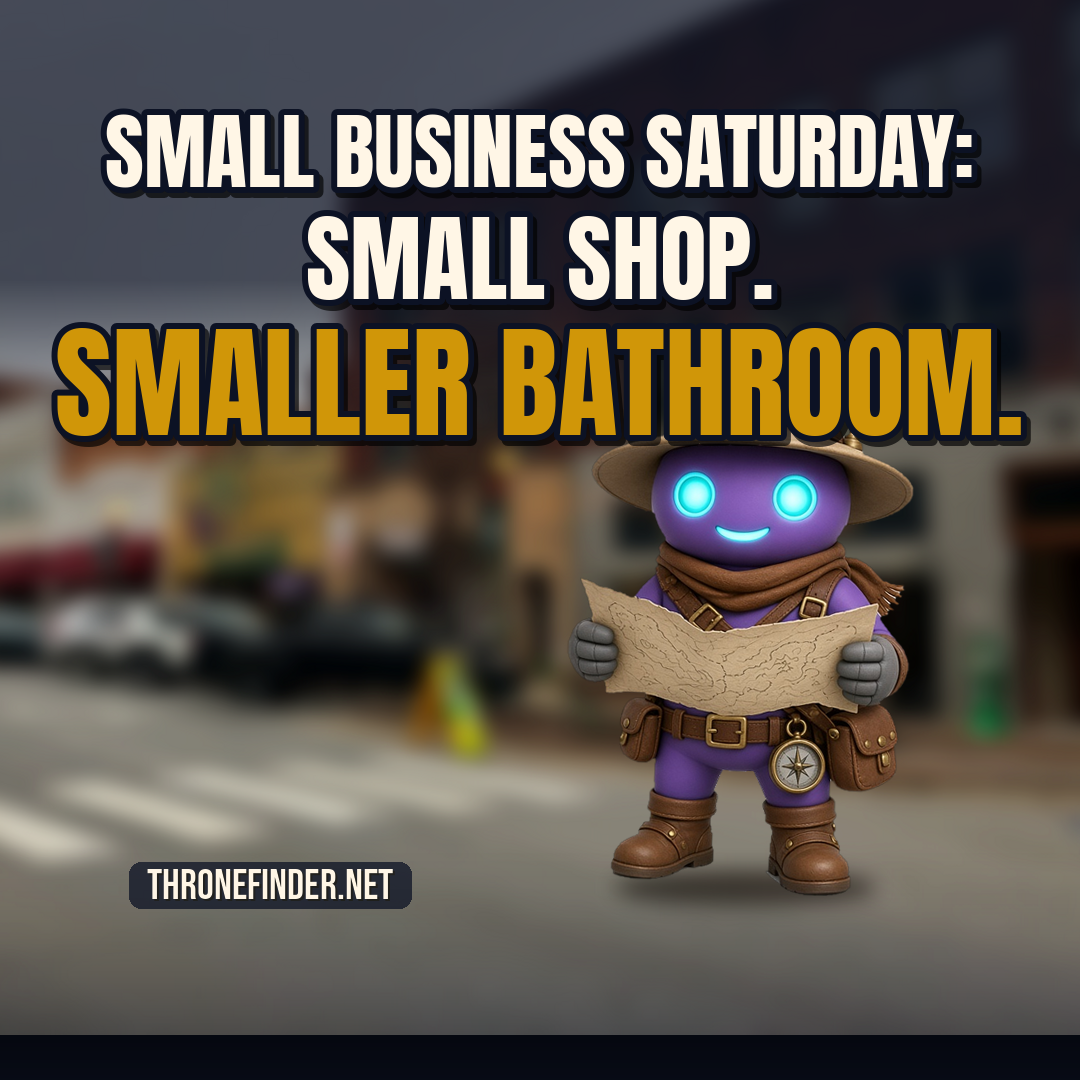 SMALL BUSINESS SATURDAY:
SMALL SHOP.
SMALLER BATHROOM.
THRONEFINDER.NET